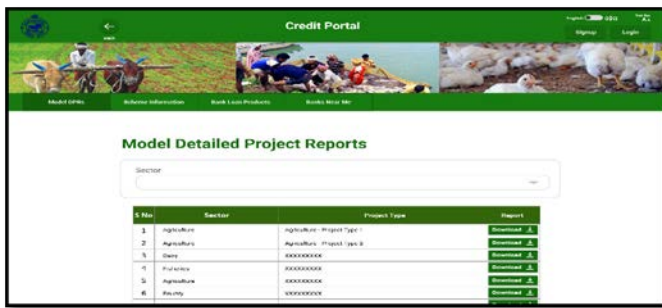 Credit Portal
English
Signup Login
Model DPRs Scheme Information Bank Loan Products Banks Near Me
Model Detailed Project Reports
Sector
S No Sector Project Type Report
1 Agriculture Agriculture - Project Type Download
2 Agriculture Agriculture - Project Type Download
3 Dairy XXXXXXXXXX Download
4 Fisheries XXXXXXXXXX Download
5 Agriculture XXXXXXXXXX Download
6 XXXXXXXXXX Download